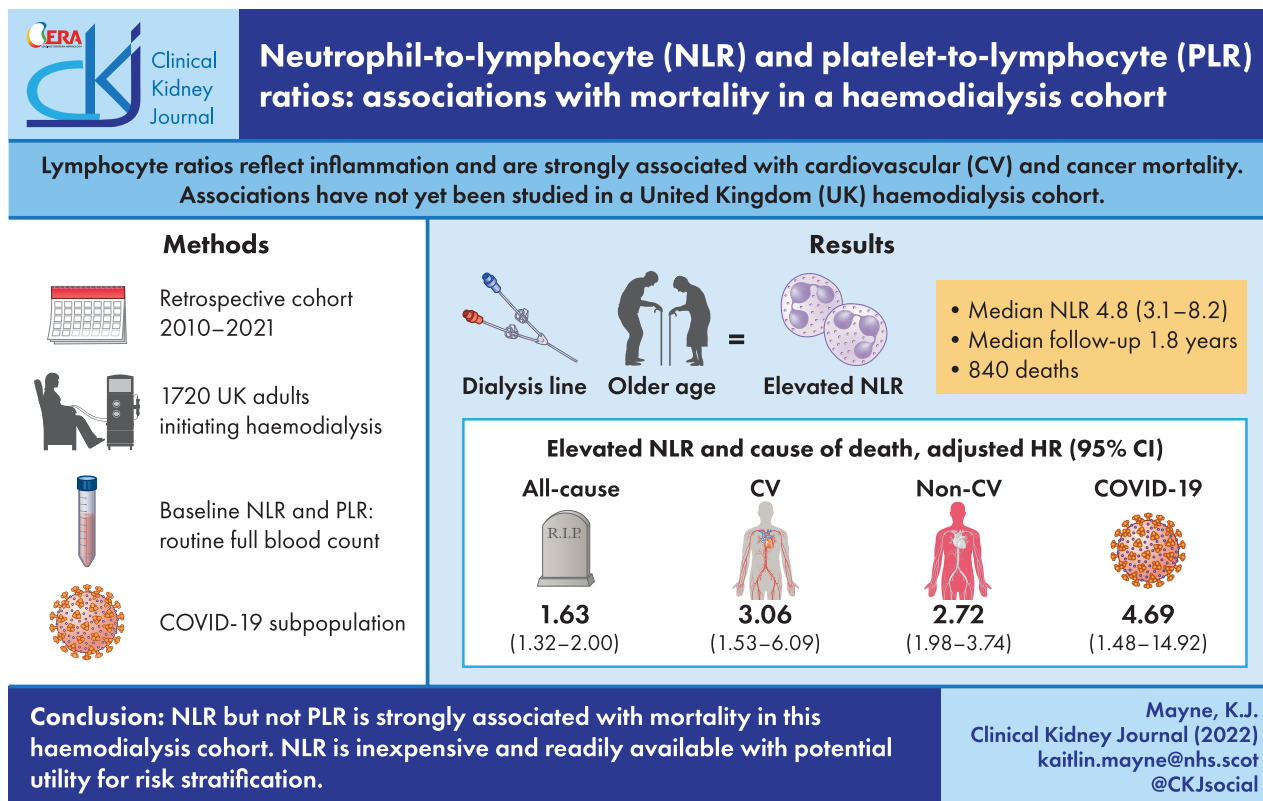 ERA
ckj
Clinical
Kidney
Journal
Neutrophil-to-lymphocyte (NLR) and platelet-to-lymphocyte (PLR)
ratios: associations with mortality in a haemodialysis cohort
Lymphocyte ratios reflect inflammation and are strongly associated with cardiovascular (CV) and cancer mortality.
Associations have not yet been studied in a United Kingdom (UK) haemodialysis cohort.
Methods
Retrospective cohort
2010–2021
1720 UK adults
initiating haemodialysis
Baseline NLR and PLR:
routine full blood count
COVID-19 subpopulation
Results
Dialysis line
Older age
=
Elevated NLR
• Median NLR 4.8 (3.1–8.2)
• Median follow-up 1.8 years
• 840 deaths
Elevated NLR and cause of death, adjusted HR (95% CI)
All-cause
R.I.P.
1.63
(1.32–2.00)
CV
3.06
(1.53–6.09)
Non-CV
2.72
(1.98–3.74)
COVID-19
4.69
(1.48–14.92)
Conclusion: NLR but not PLR is strongly associated with mortality in this
haemodialysis cohort. NLR is inexpensive and readily available with potential
utility for risk stratification.
Mayne, K.J.
Clinical Kidney Journal (2022)
kaitlin.mayne@nhs.scot
@CKJsocial